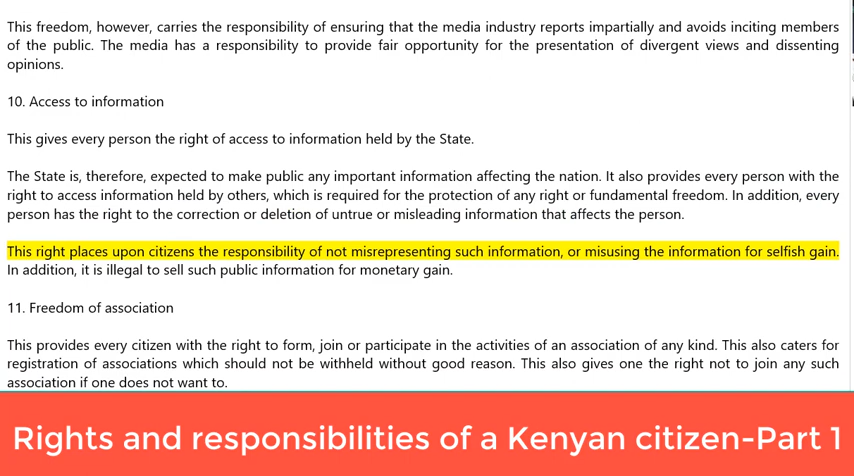 This freedom, however, carries the responsibility of ensuring that the media industry reports impartially and avoids inciting members
of the public. The media has a responsibility to provide fair opportunity for the presentation of divergent views and dissenting
opinions.
10. Access to information
This gives every person the right of access to information held by the State.
The State is, therefore, expected to make public any important information affecting the nation. It also provides every person with the
right to access information held by others, which is required for the protection of any right or fundamental freedom. In addition, every
person has the right to the correction or deletion of untrue or misleading information that affects the person.
This right places upon citizens the responsibility of not misrepresenting such information, or misusing the information for selfish gain.
In addition, it is illegal to sell such public information for monetary gain.
11. Freedom of association
This provides every citizen with the right to form, join or participate in the activities of an association of any kind. This also caters for
registration of associations which should not be withheld without good reason. This also gives one the right not to join any such
association if one does not want to.
Rights and responsibilities of a Kenyan citizen-Part 1